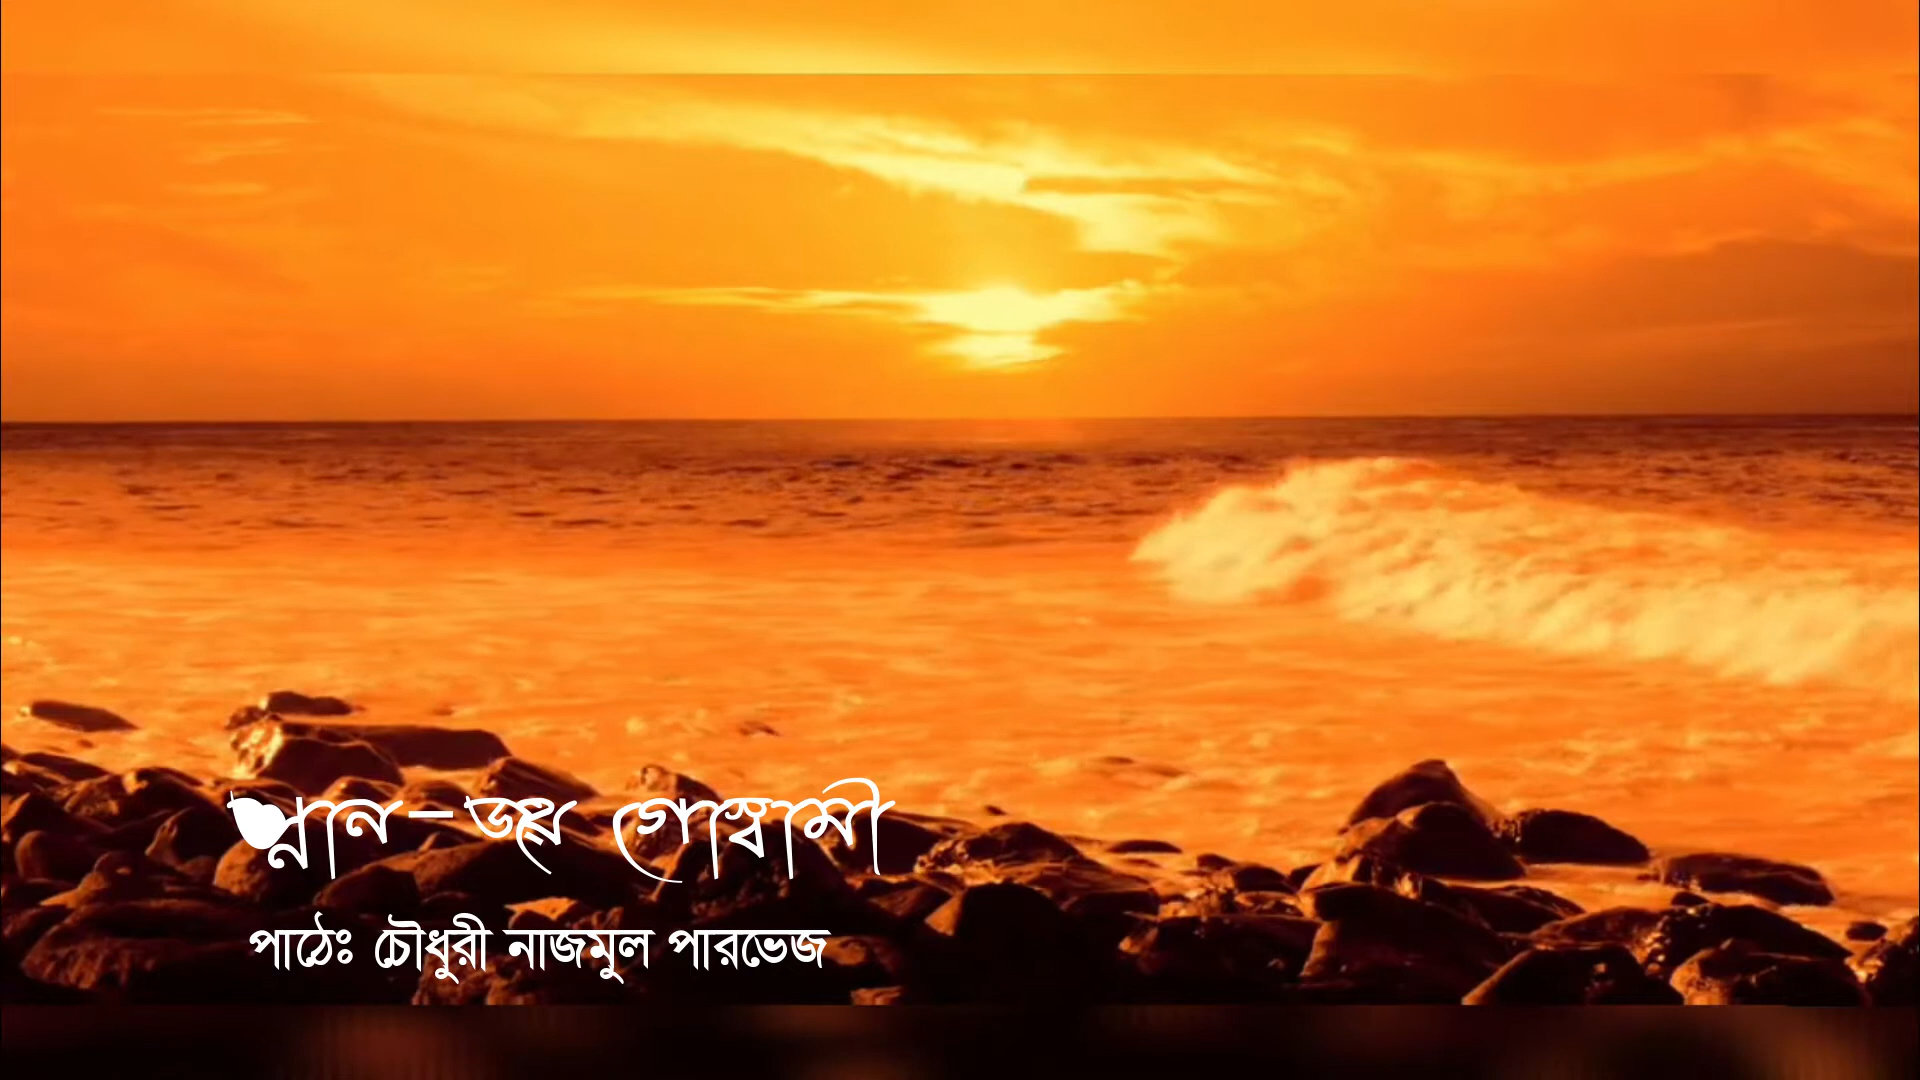 স্নান - জয় গোস্বামী
পাঠেঃ চৌধুরী নাজমুল পারভেজ